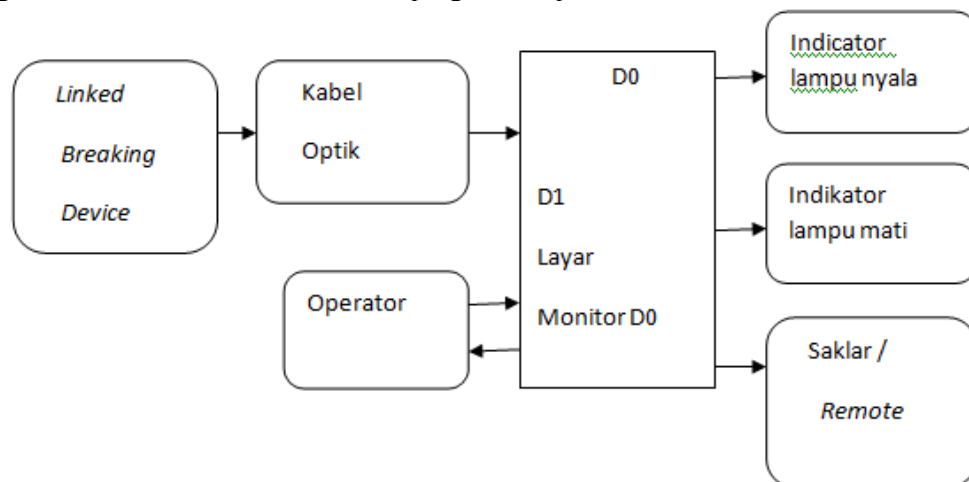 Linked
Breaking
Device
Kabel
Optik
D0
D1
Layar
Monitor D0
Operator
Indicator
lampu nyala
Indikator
lampu mati
Saklar /
Remote